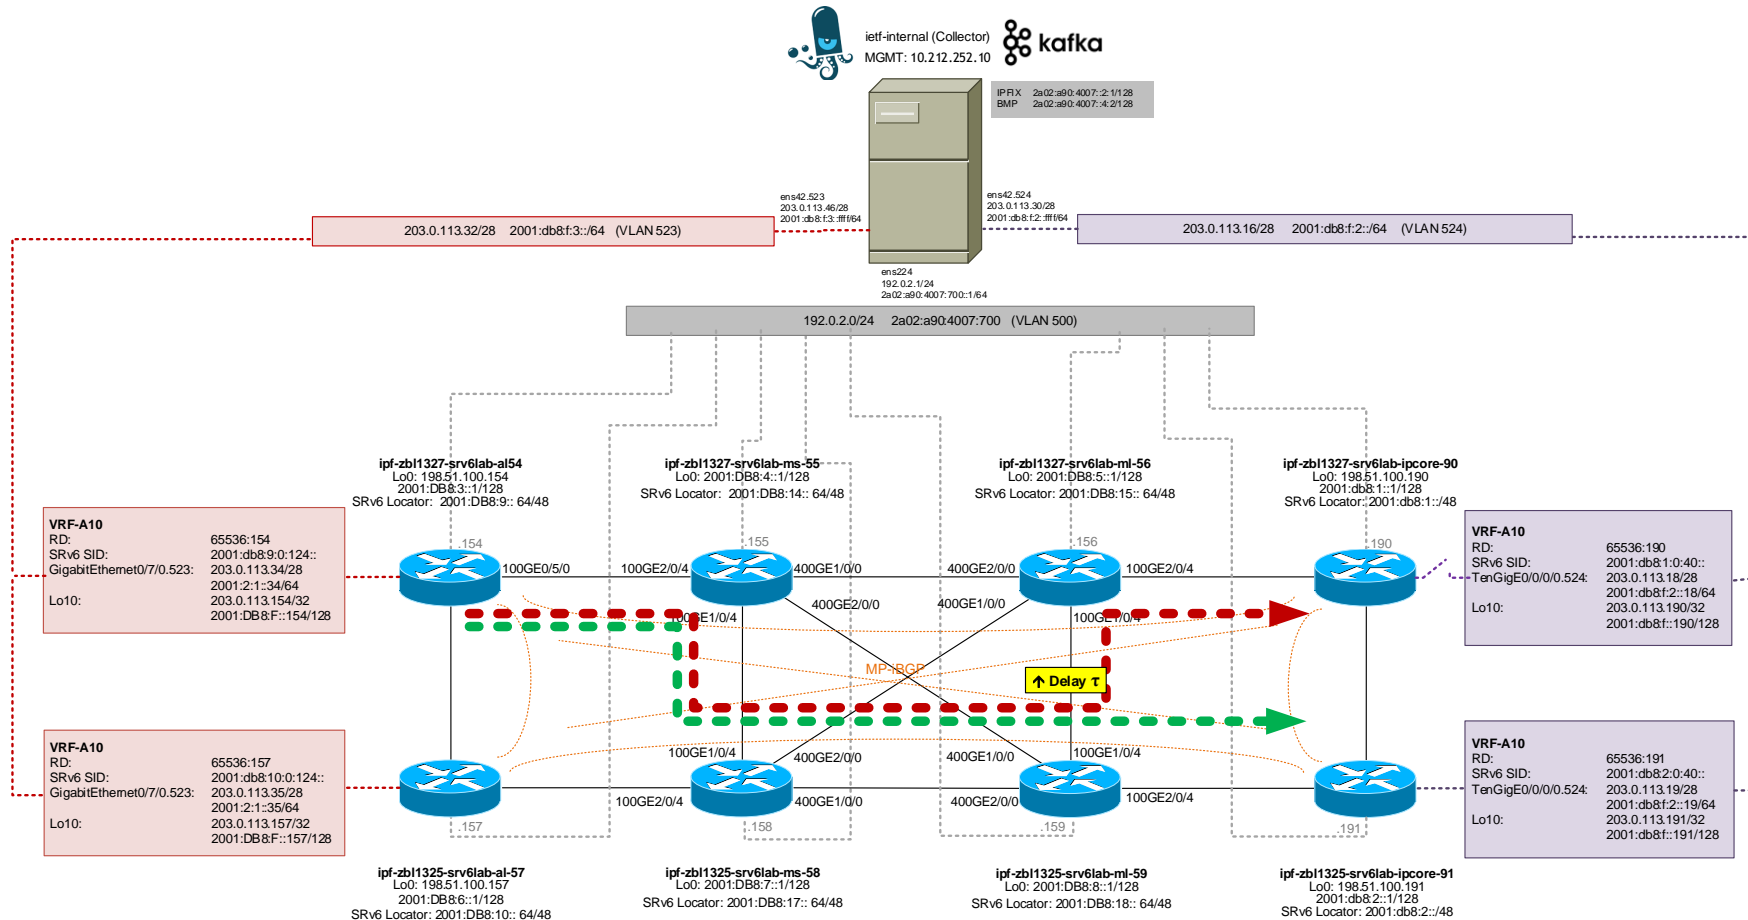 ietf-internal (Collector)
MGMT: 10.212.252.10
kafka
IPFIX 2a02:a90:4007::2:1/128
BMP 2a02:a90:4007::4:2/128
ens42.523
203.0.113.46/28
2001:db8:f:3::ffff/64
ens42.524
203.0.113.30/28
2001:db8:f:2::ffff/64
203.0.113.32/28 2001:db8:f:3::/64 (VLAN 523)
203.0.113.16/28 2001:db8:f:2::/64 (VLAN 524)
ens224
192.0.2.1/24
2a02:a90:4007:700::1/64
192.0.2.0/24 2a02:a90:4007:700 (VLAN 500)
ipf-zbl1327-srv6lab-al54
Lo0: 198.51.100.154
2001:DB8:3::1/128
SRv6 Locator: 2001:DB8:9:: 64/48
ipf-zbl1327-srv6lab-ms-55
Lo0: 2001:DB8:4::1/128
SRv6 Locator: 2001:DB8:14:: 64/48
ipf-zbl1327-srv6lab-ml-56
Lo0: 2001:DB8:5::1/128
SRv6 Locator: 2001:DB8:15:: 64/48
ipf-zbl1327-srv6lab-ipcore-90
Lo0: 198.51.100.190
2001:db8:1::1/128
SRv6 Locator: 2001:db8:1::/48
VRF-A10
RD: 65536:154
SRv6 SID: 2001:db8:9:0:124::
GigabitEthernet0/7/0.523: 203.0.113.34/28
2001:2:1::34/64
Lo10: 203.0.113.154/32
2001:DB8:F::154/128
VRF-A10
RD: 65536:190
SRv6 SID: 2001:db8:1:0:40::
TenGigE0/0/0/0.524: 203.0.113.18/28
2001:db8:f:2::18/64
Lo10: 203.0.113.190/32
2001:db8:f::190/128
.154
.155
.156
.190
100GE0/5/0
100GE2/0/4
400GE1/0/0
400GE2/0/0
100GE2/0/4
400GE2/0/0
400GE1/0/0
100GE1/0/4
100GE1/0/4
MP-iBGP
↑ Delay τ
VRF-A10
RD: 65536:157
SRv6 SID: 2001:db8:10:0:124::
GigabitEthernet0/7/0.523: 203.0.113.35/28
2001:2:1::35/64
Lo10: 203.0.113.157/32
2001:DB8:F::157/128
VRF-A10
RD: 65536:191
SRv6 SID: 2001:db8:2:0:40::
TenGigE0/0/0/0.524: 203.0.113.19/28
2001:db8:f:2::19/64
Lo10: 203.0.113.191/32
2001:db8:f::191/128
100GE1/0/4
400GE2/0/0
400GE1/0/0
100GE1/0/4
100GE2/0/4
400GE1/0/0
400GE2/0/0
100GE2/0/4
.157
.158
.159
.191
ipf-zbl1325-srv6lab-al-57
Lo0: 198.51.100.157
2001:DB8:6::1/128
SRv6 Locator: 2001:DB8:10:: 64/48
ipf-zbl1325-srv6lab-ms-58
Lo0: 2001:DB8:7::1/128
SRv6 Locator: 2001:DB8:17:: 64/48
ipf-zbl1325-srv6lab-ml-59
Lo0: 2001:DB8:8::1/128
SRv6 Locator: 2001:DB8:18:: 64/48
ipf-zbl1325-srv6lab-ipcore-91
Lo0: 198.51.100.191
2001:db8:2::1/128
SRv6 Locator: 2001:db8:2::/48